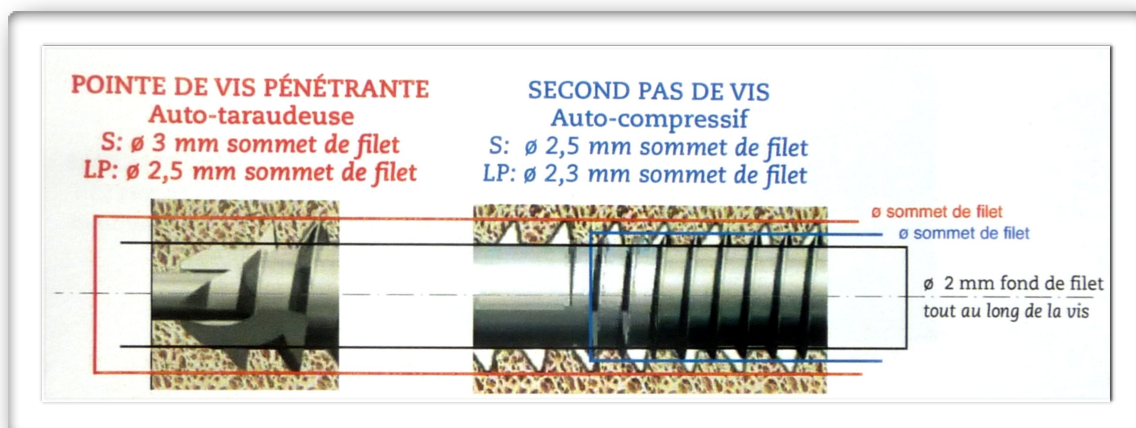 POINTE DE VIS PÉNÉTRANTE
Auto-taraudeuse
S: ø 3 mm sommet de filet
LP: ø 2,5 mm sommet de filet
SECOND PAS DE VIS
Auto-compressif
S: ø 2,5 mm sommet de filet
LP: ø 2,3 mm sommet de filet
ø sommet de filet
ø sommet de filet
ø 2 mm fond de filet
tout au long de la vis